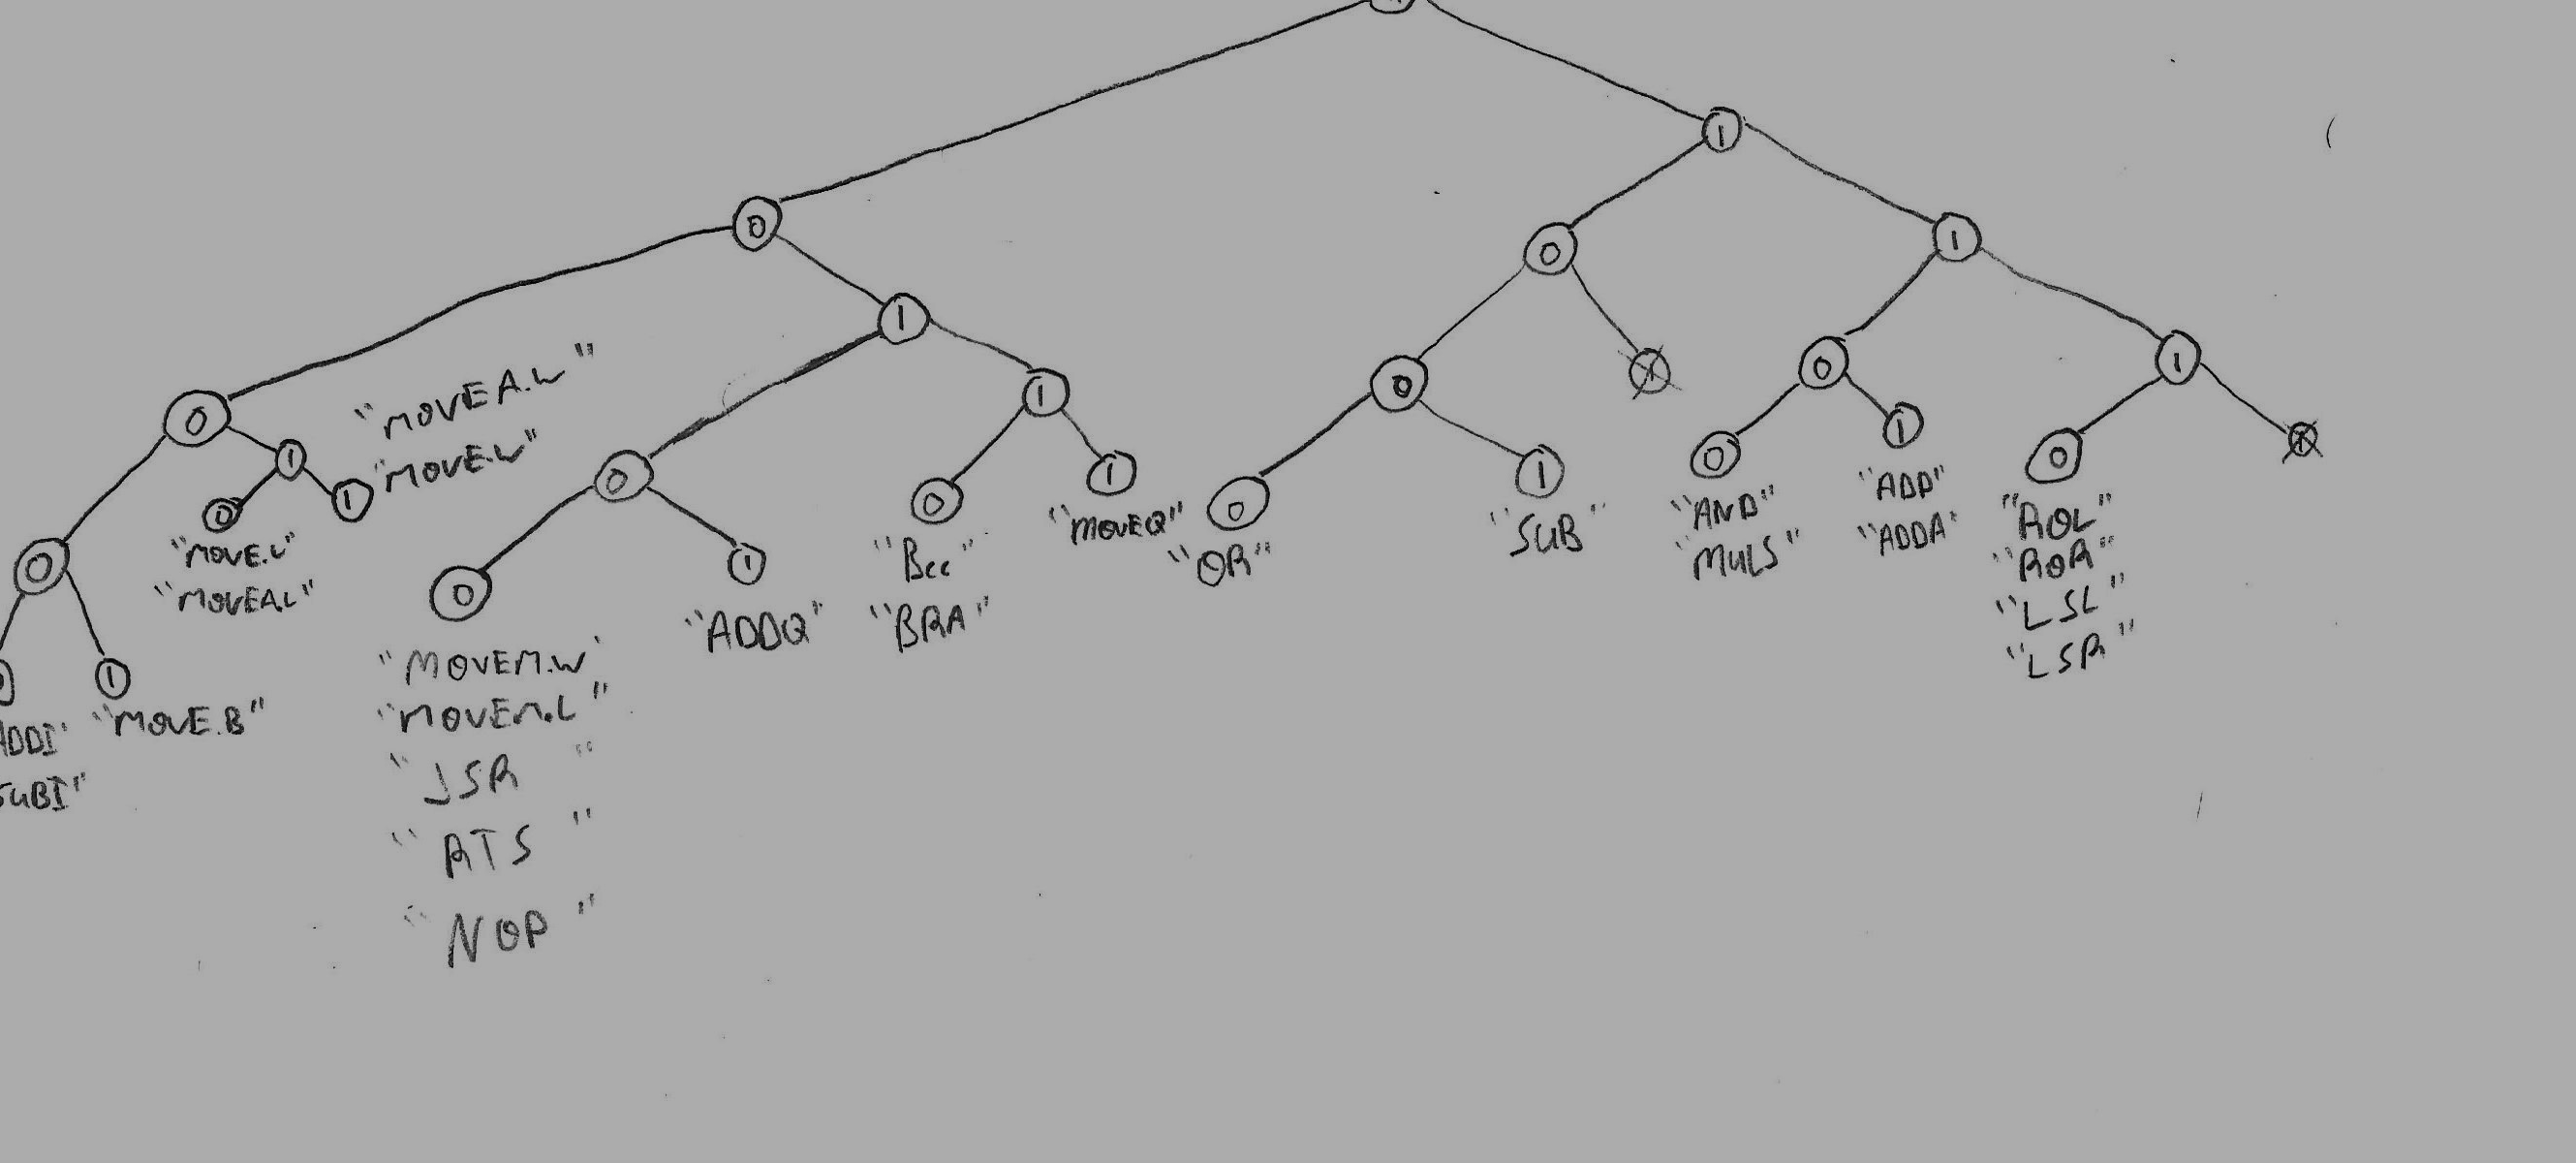 0
1
0
1
0
1
1
0
1
0
0
1
0
1
0
1
0
1
0
1
0
1
0
1
0
0
1
"MOVEA.W"
"MOVE.W"
"MOVE.L"
"MOVEA.L"
"MOVE.B"
ADDI"
SUBI"
"MOVEM.W"
"MOVEM.L"
"JSR"
"RTS"
"NOP"
"ADDQ"
"Bcc"
"BRA"
"MOVEQ"
"OR"
"SUB"
"AND"
"MULS"
"ADD"
"ADDA"
"ROL"
"ROR"
"LSL"
"LSR"